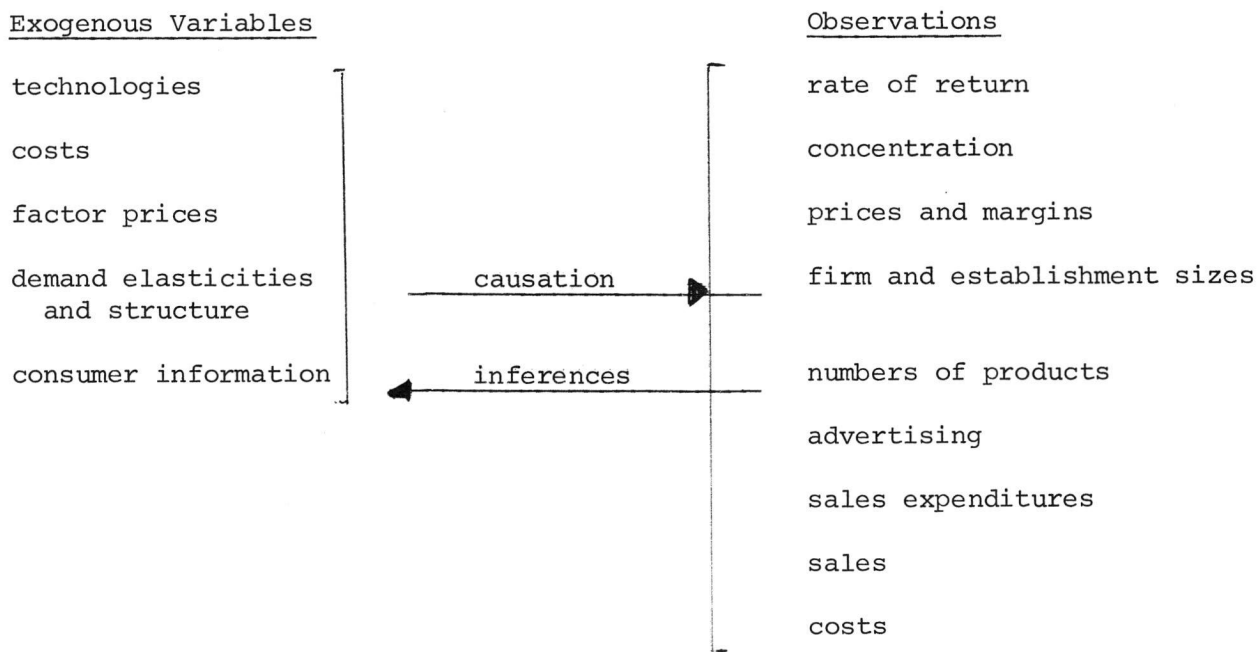 Exogenous Variables
technologies
costs
factor prices
demand elasticities
and structure
consumer information
causation
inferences
Observations
rate of return
concentration
prices and margins
firm and establishment sizes
numbers of products
advertising
sales expenditures
sales
costs